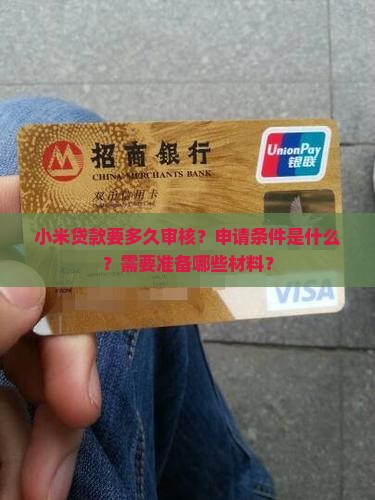 招商银行
CHINA MERCHANTS BANK
UnionPay
银联
双币信用卡
小米贷款要多久审核？申请条件是什么
？需要准备哪些材料？
VISA